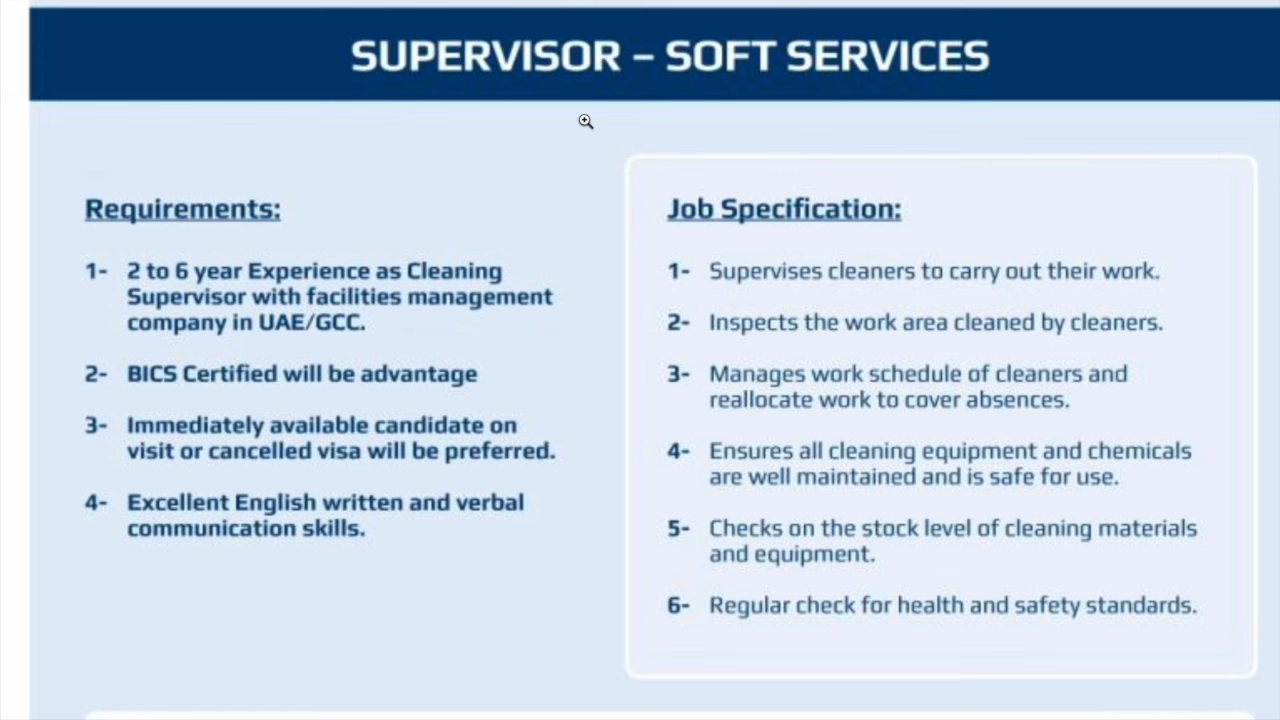 SUPERVISOR – SOFT SERVICES
Requirements:
1- 2 to 6 year Experience as Cleaning
Supervisor with facilities management
company in UAE/GCC.
2- BICS Certified will be advantage
3- Immediately available candidate on
visit or cancelled visa will be preferred.
4- Excellent English written and verbal
communication skills.
Job Specification:
1- Supervises cleaners to carry out their work.
2- Inspects the work area cleaned by cleaners.
3- Manages work schedule of cleaners and
reallocate work to cover absences.
4- Ensures all cleaning equipment and chemicals
are well maintained and is safe for use.
5- Checks on the stock level of cleaning materials
and equipment.
6- Regular check for health and safety standards.